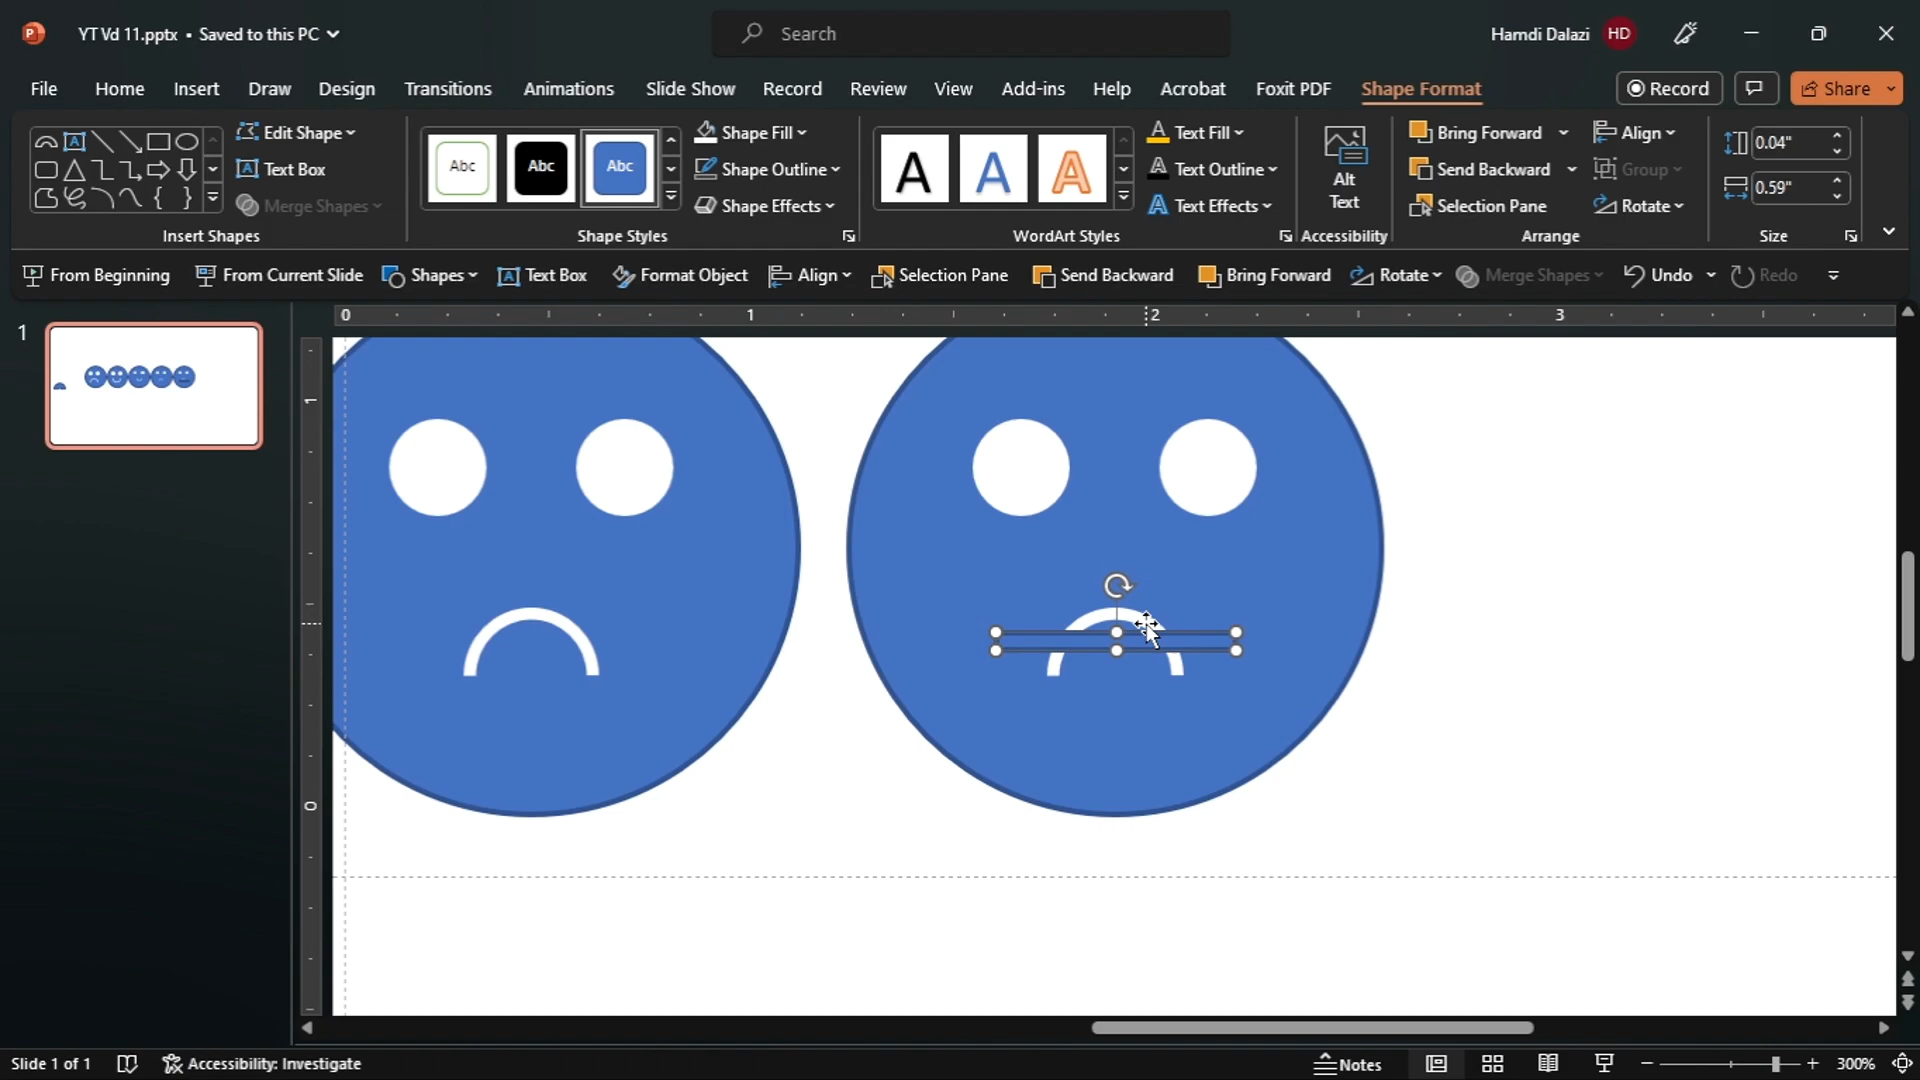 YT Vd 11.pptx • Saved to this PC
Search
Hamdi Dalazi HD
File Home Insert Draw Design Transitions Animations Slide Show Record Review View Add-ins Help Acrobat Foxit PDF Shape Format
Record Share
Edit Shape
Text Box
Merge Shapes
Insert Shapes
Abc Abc Abc
Shape Fill
Shape Outline
Shape Effects
Shape Styles
A A A
Text Fill
Text Outline
Text Effects
WordArt Styles
Alt
Text
Accessibility
Bring Forward Align
Send Backward Group
Selection Pane Rotate
Arrange
0.04"
0.59"
Size
From Beginning From Current Slide Shapes Text Box Format Object Align Selection Pane Send Backward Bring Forward Rotate Merge Shapes Undo Redo
0 1 2 3
1
1
0
Slide 1 of 1 Accessibility: Investigate Notes 300%